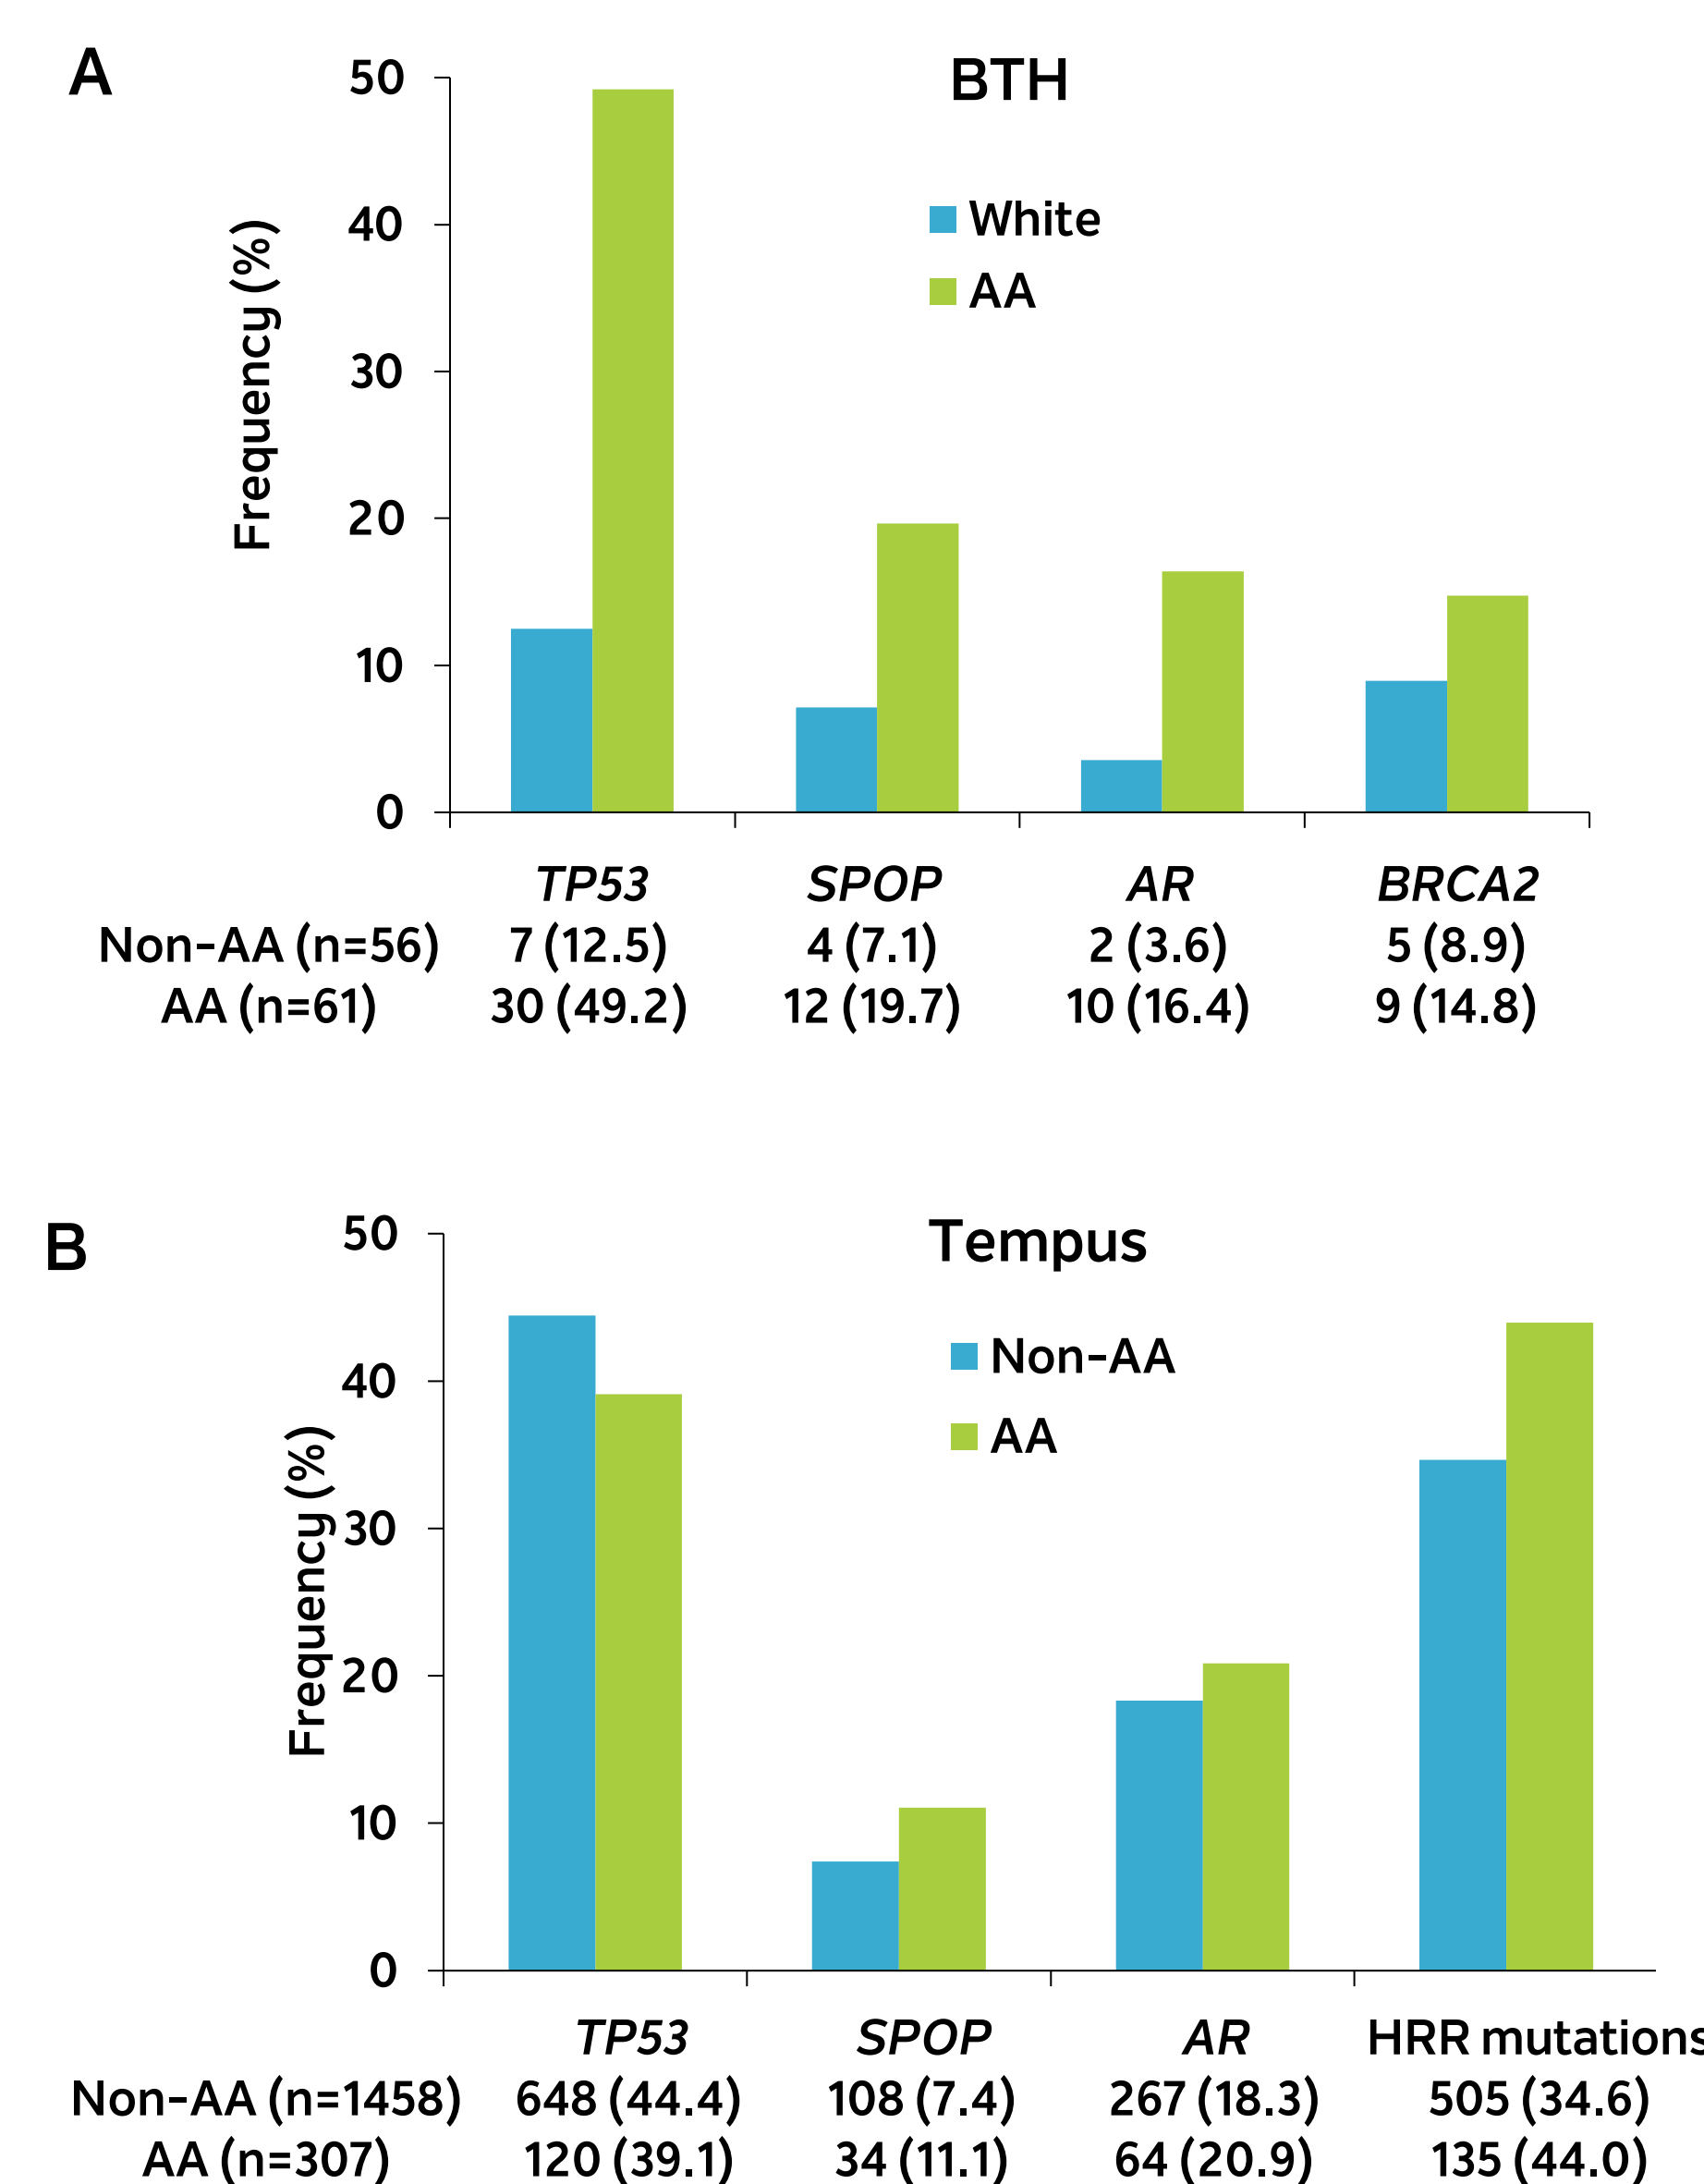 A
BTH
Frequency (%)
50
40
30
20
10
0
White
AA
TP53 SPOP AR BRCA2
Non-AA (n=56) 7 (12.5) 4 (7.1) 2 (3.6) 5 (8.9)
AA (n=61) 30 (49.2) 12 (19.7) 10 (16.4) 9 (14.8)
B
Tempus
Frequency (%)
50
40
30
20
10
0
Non-AA
AA
TP53 SPOP AR HRR mutations
Non-AA (n=1458) 648 (44.4) 108 (7.4) 267 (18.3) 505 (34.6)
AA (n=307) 120 (39.1) 34 (11.1) 64 (20.9) 135 (44.0)